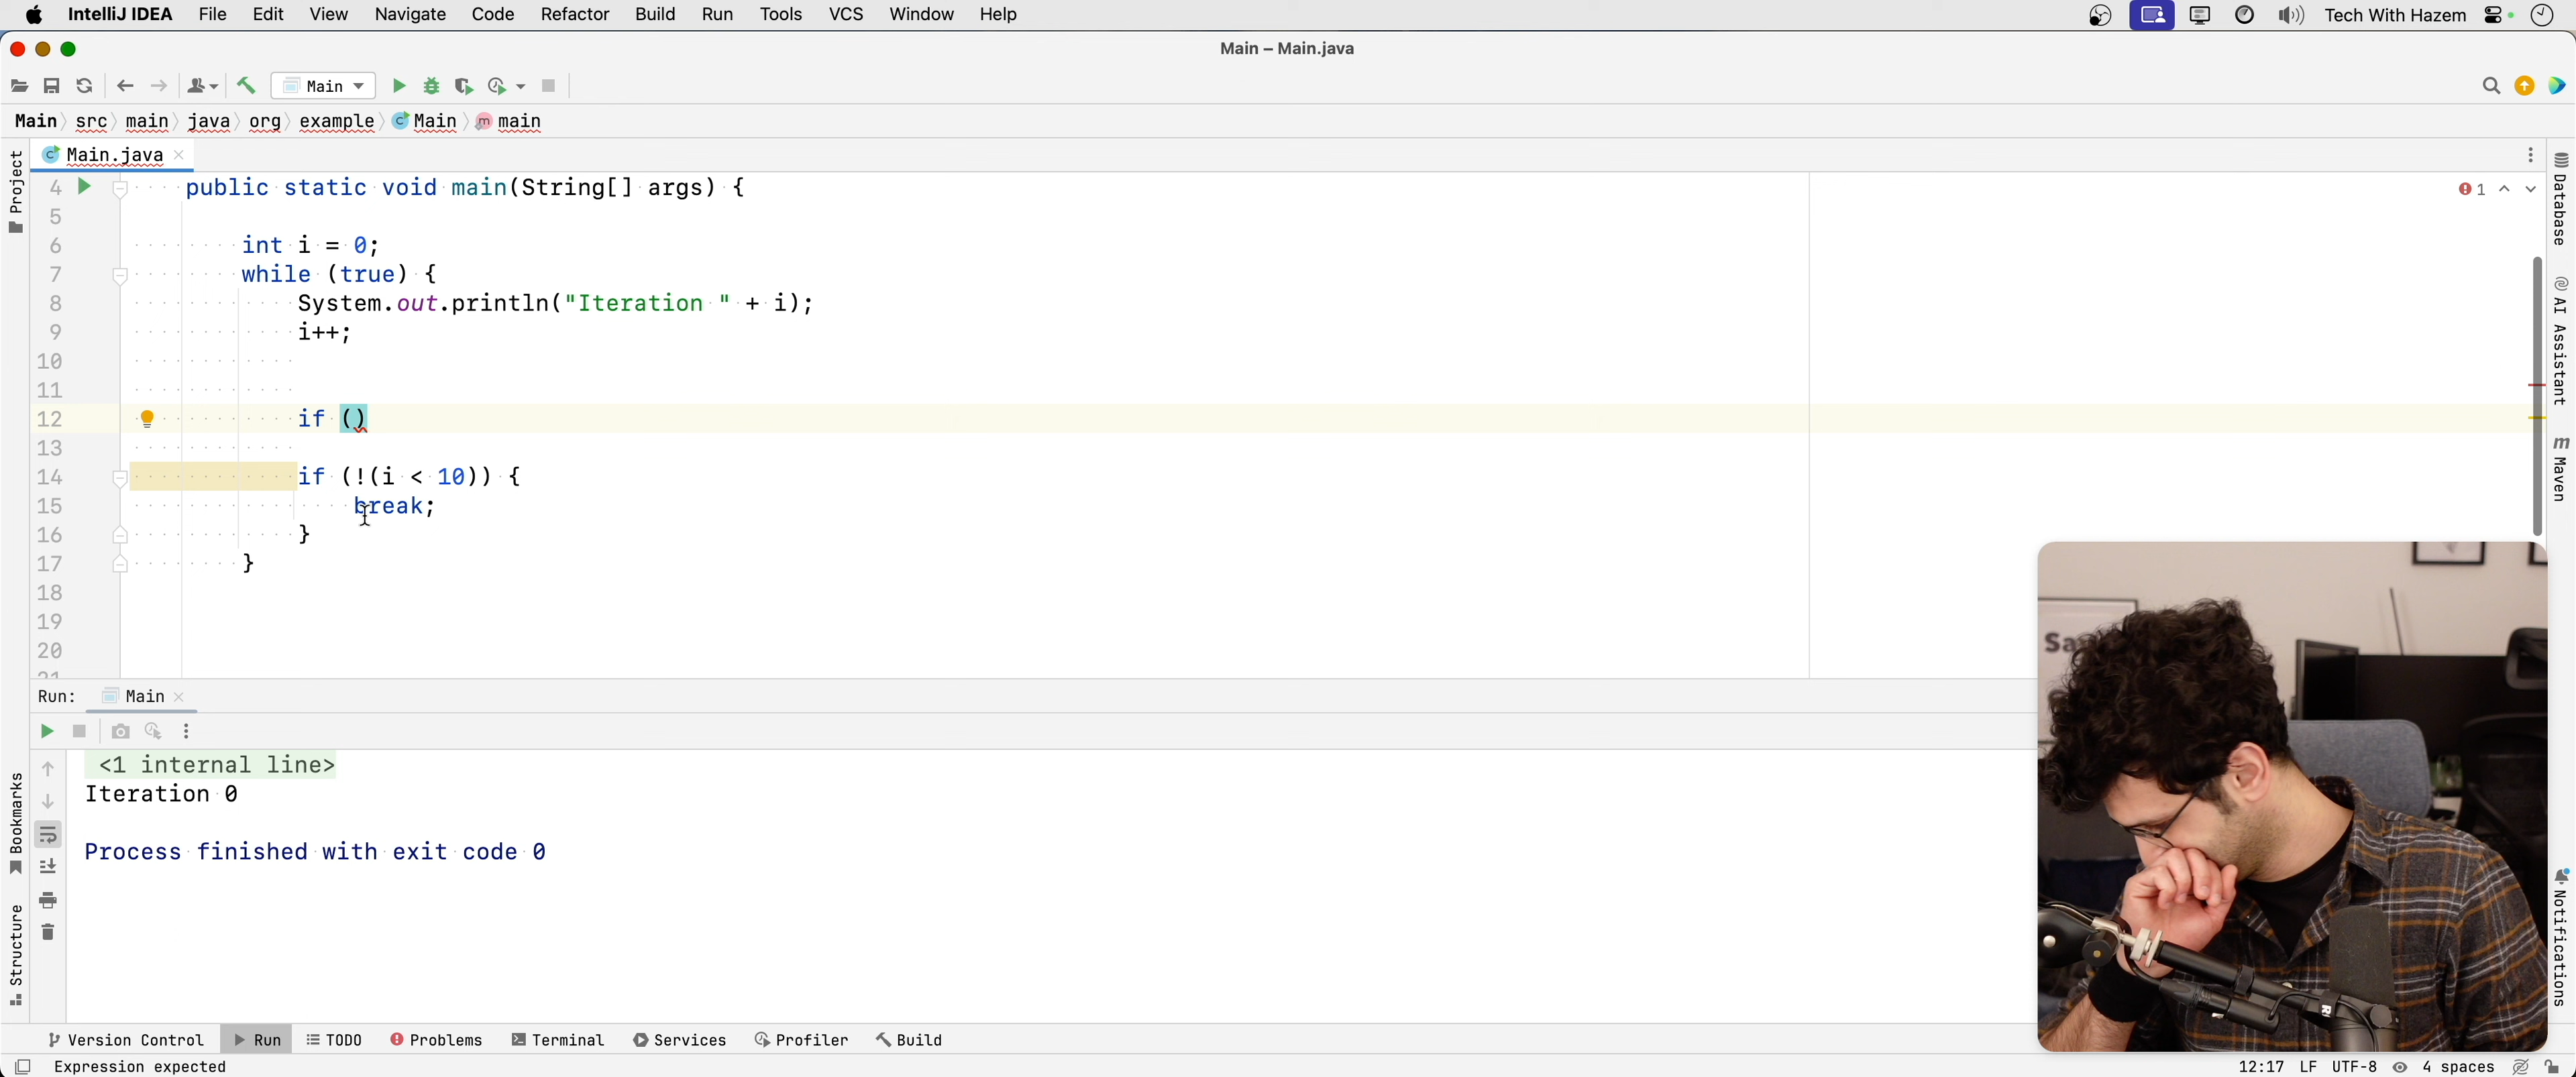 IntelliJ IDEA File Edit View Navigate Code Refactor Build Run Tools VCS Window Help Tech With Hazem
Main – Main.java
Main
Main src main java org example Main main
Project
Main.java
4 public static void main(String[] args) {
1
5
6 int i = 0;
7 while (true) {
8 System.out.println("Iteration " + i);
9 i++;
10
11
12 if ()
13
14 if (!(i < 10)) {
15 break;
16 }
17 }
18
19
20
21
Database
AI Assistant
Maven
Notifications
Run: Main
<1 internal line>
Iteration 0
Process finished with exit code 0
Bookmarks
Structure
Version Control Run TODO Problems Terminal Services Profiler Build
Expression expected 12:17 LF UTF-8 4 spaces